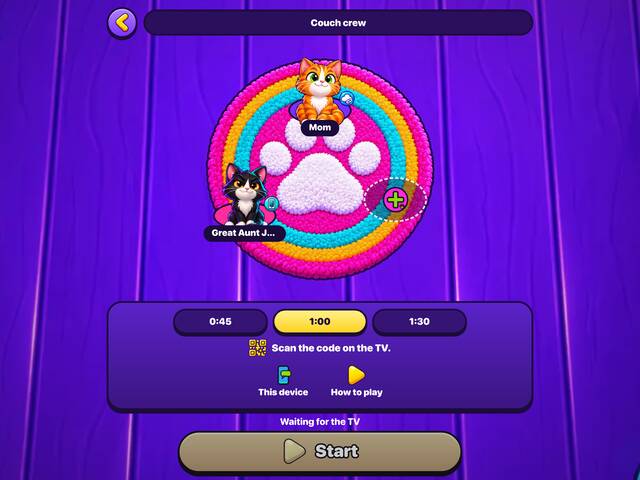 Couch crew
Mom
Great Aunt J...
0:45
1:00
1:30
Scan the code on the TV.
This device
How to play
Waiting for the TV
Start